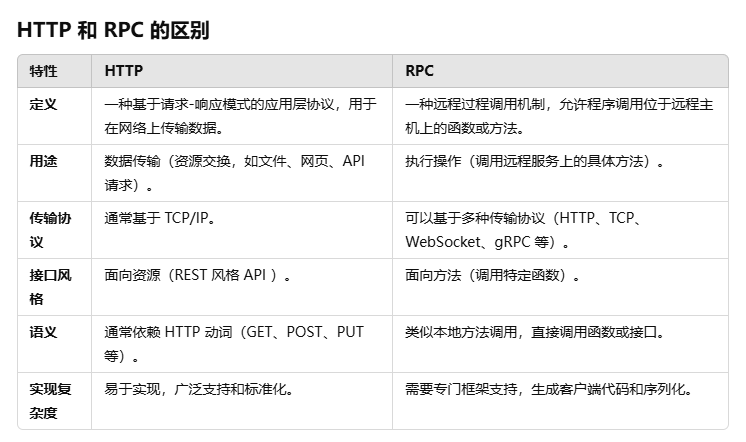 HTTP 和 RPC 的区别
特性 HTTP RPC
定义 一种基于请求-响应模式的应用层协议，用于 一种远程过程调用机制，允许程序调用位于远程主
在网络上传输数据。 机上的函数或方法。
用途 数据传输（资源交换，如文件、网页、API 执行操作（调用远程服务上的具体方法）。
请求）。
传输协 通常基于 TCP/IP。 可以基于多种传输协议（HTTP、TCP、
议 WebSocket、gRPC 等）。
接口风 面向资源（REST 风格 API ）。 面向方法（调用特定函数）。
格
语义 通常依赖 HTTP 动词（GET、POST、PUT 类似本地方法调用，直接调用函数或接口。
等）。
实现复 易于实现，广泛支持和标准化。 需要专门框架支持，生成客户端代码和序列化。
杂度